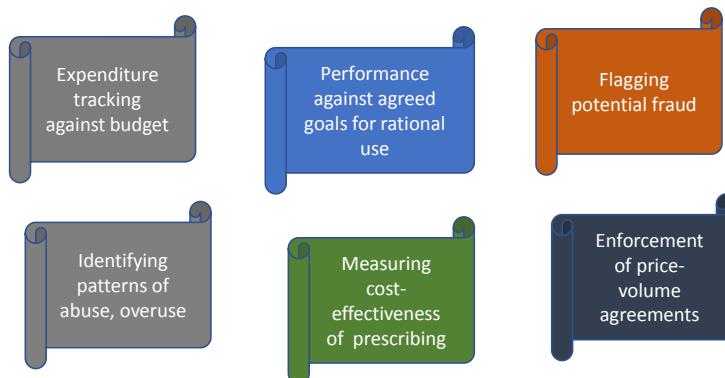 Expenditure
tracking
against budget
Performance
against agreed
goals for rational
use
Flagging
potential fraud
Identifying
patterns of
abuse, overuse
Measuring
cost-
effectiveness
of prescribing
Enforcement
of price-
volume
agreements